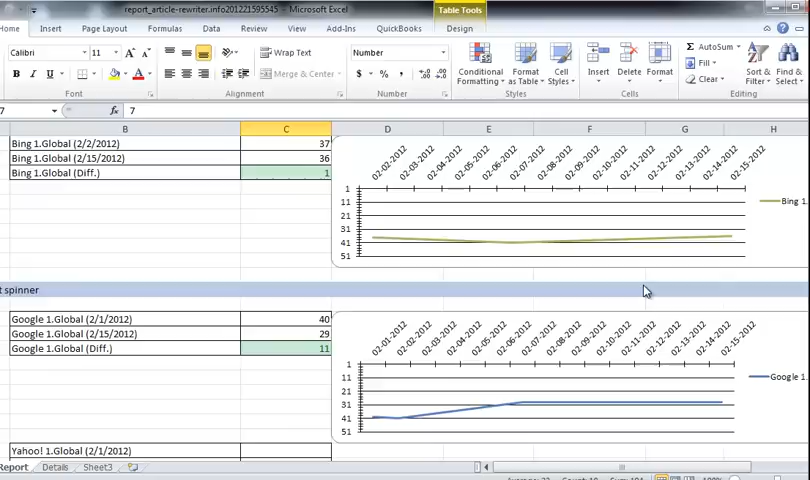 report_article-rewriter.info201221595545 - Microsoft Excel
Table Tools
Home Insert Page Layout Formulas Data Review View Add-Ins QuickBooks Design
Calibri 11 A A Wrap Text Number Σ AutoSum
B I U A Merge & Center $ % , Conditional Formatting Format as Table Cell Styles Insert Delete Format Fill Clear Sort & Filter Find & Select
Font Alignment Number Styles Cells Editing
7 fx 7
B C D E F G H
Bing 1.Global (2/2/2012) 37
Bing 1.Global (2/15/2012) 36
Bing 1.Global (Diff.) 1
02-02-2012 02-03-2012 02-04-2012 02-05-2012 02-06-2012 02-07-2012 02-08-2012 02-09-2012 02-10-2012 02-11-2012 02-12-2012 02-13-2012 02-14-2012 02-15-2012
1
11
21
31
41
51
Bing 1.
t spinner
Google 1.Global (2/1/2012) 40
Google 1.Global (2/15/2012) 29
Google 1.Global (Diff.) 11
02-01-2012 02-02-2012 02-03-2012 02-04-2012 02-05-2012 02-06-2012 02-07-2012 02-08-2012 02-09-2012 02-10-2012 02-11-2012 02-12-2012 02-13-2012 02-14-2012 02-15-2012
1
11
21
31
41
51
Google 1.
Yahoo! 1.Global (2/1/2012)
Report Details Sheet3